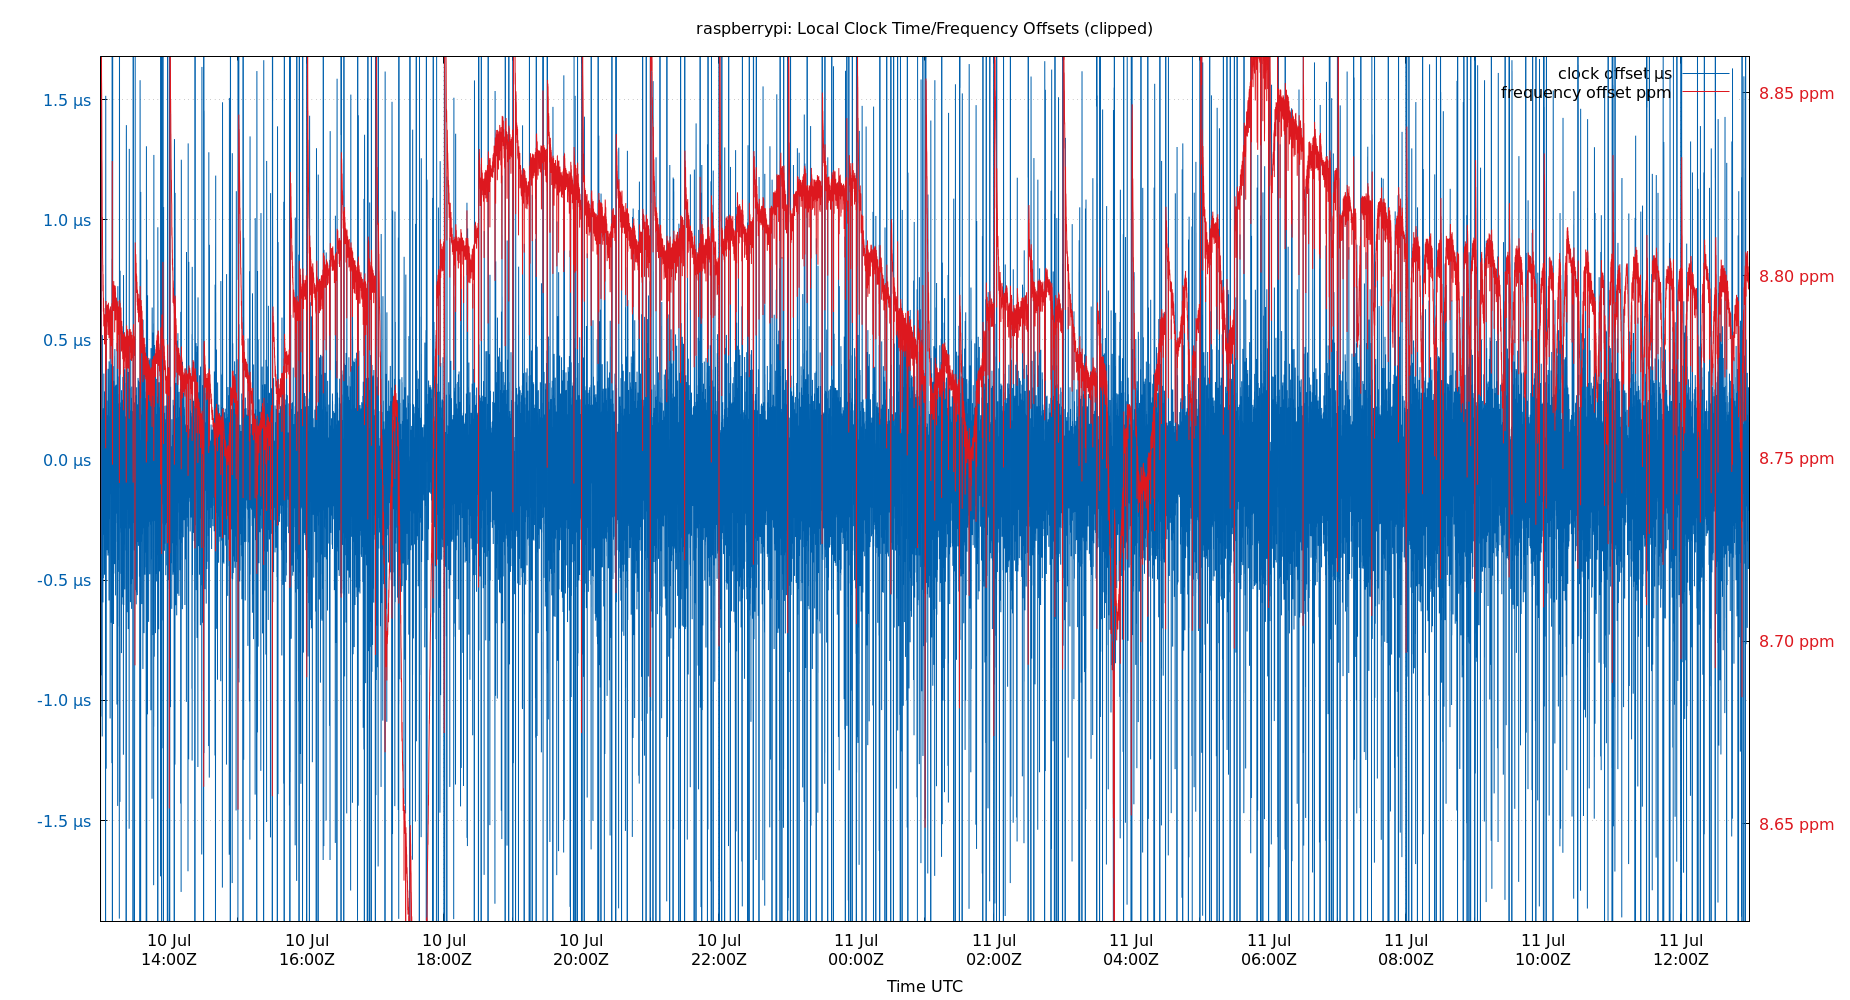 raspberrypi: Local Clock Time/Frequency Offsets (clipped)
clock offset µs
frequency offset ppm
1.5 µs
1.0 µs
0.5 µs
0.0 µs
-0.5 µs
-1.0 µs
-1.5 µs
8.85 ppm
8.80 ppm
8.75 ppm
8.70 ppm
8.65 ppm
10 Jul 10 Jul 10 Jul 10 Jul 10 Jul 11 Jul 11 Jul 11 Jul 11 Jul 11 Jul 11 Jul 11 Jul
14:00Z 16:00Z 18:00Z 20:00Z 22:00Z 00:00Z 02:00Z 04:00Z 06:00Z 08:00Z 10:00Z 12:00Z
Time UTC